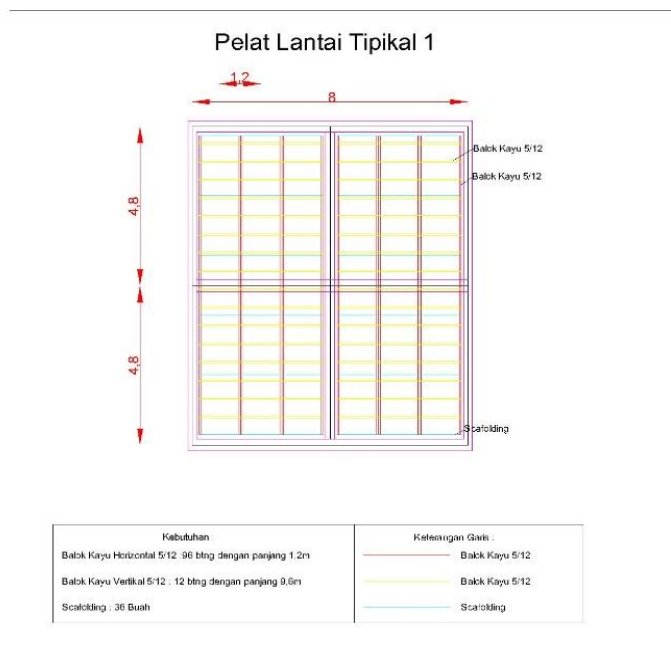 Pelat Lantai Tipikal 1
1,2
8
Balok Kayu 5/12
Balok Kayu 5/12
4,8
4,8
Scafolding
Kebutuhan :
Balok Kayu Horizontal 5/12 :96 btng dengan panjang 1,2m
Balok Kayu Vertikal 5/12 : 12 btng dengan panjang 9,6m
Scafolding : 36 Buah
Keterangan Garis :
Balok Kayu 5/12
Balok Kayu 5/12
Scafolding